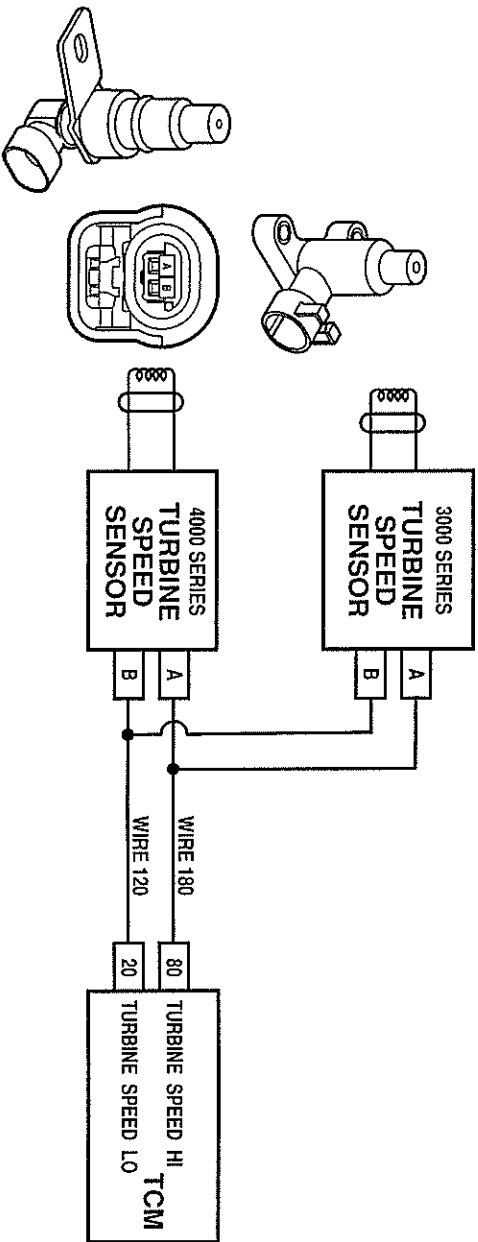 3000 SERIES
TURBINE
SPEED
SENSOR
A
B
4000 SERIES
TURBINE
SPEED
SENSOR
A
B
A
B
WIRE 180
WIRE 120
80
20
TURBINE SPEED HI
TURBINE SPEED LO
TCM